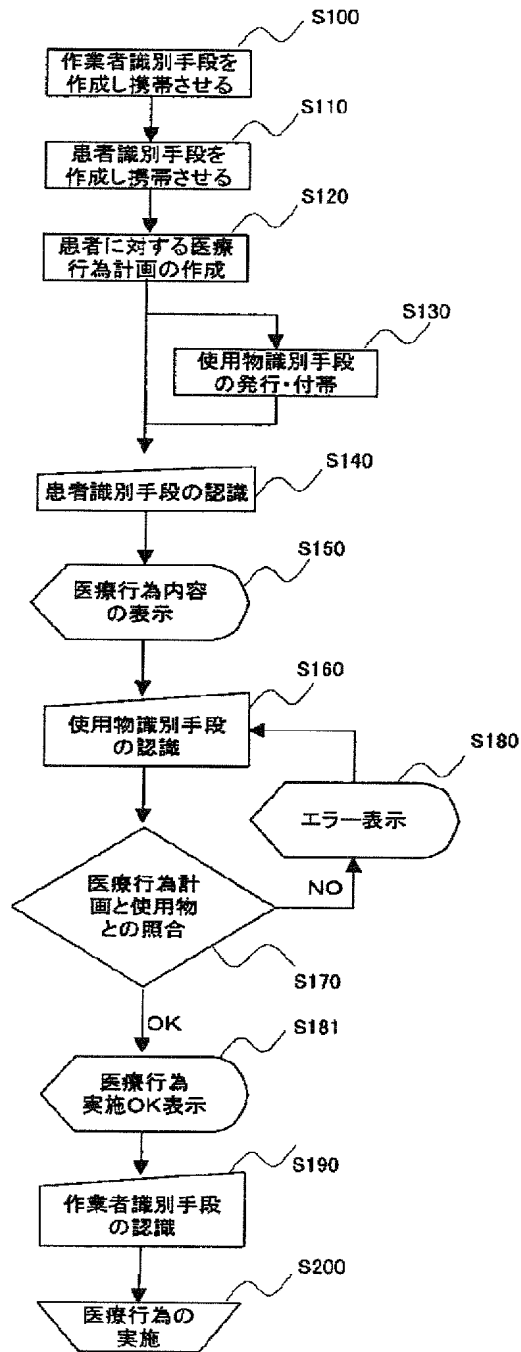 S100
作業者識別手段を
作成し携帯させる
S110
患者識別手段を
作成し携帯させる
S120
患者に対する医療
行為計画の作成
S130
使用物識別手段
の発行・付帯
S140
患者識別手段の認識
S150
医療行為内容
の表示
S160
使用物識別手段
の認識
S180
エラー表示
NO
医療行為計
画と使用物
との照合
S170
OK
S181
医療行為
実施OK表示
S190
作業者識別手段
の認識
S200
医療行為の
実施